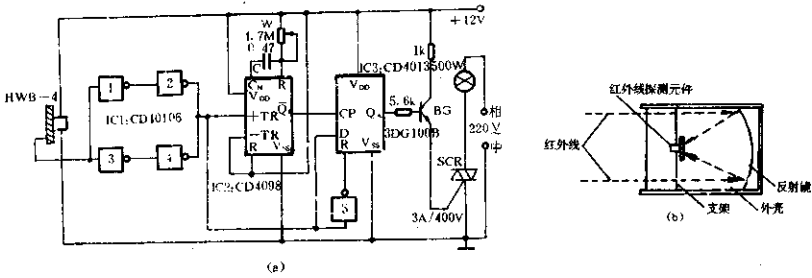 +12V
W
1.7M
0.47
C
R
CN
VDD
+TR
-TR
R
Q
VSS
IC2:CD4098
HWB-4
1
2
IC1:CD40106
3
4
IC3:CD4013
500W
VDD
CP
Q
D
R
VSS
5
1k
5.6k
BG
3DG100B
SCR
3A/400V
相
220V
中
(a)
红外线探测元件
红外线
反射镜
支架
外壳
(b)